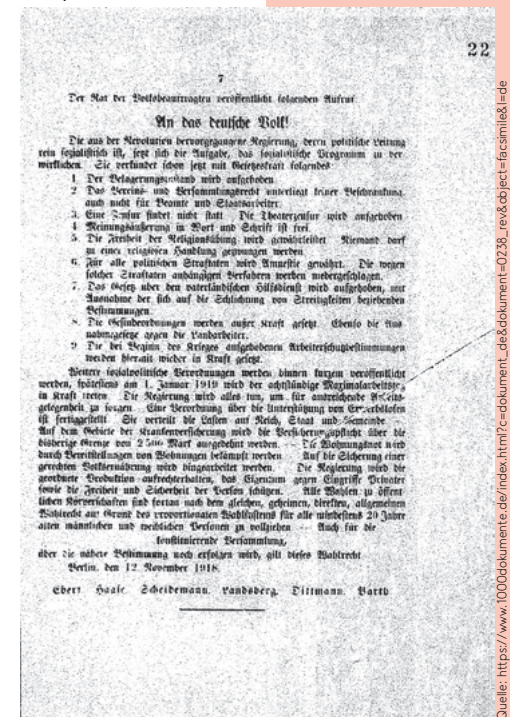 22
7
Der Rat der Volksbeauftragten veröffentlicht folgenden Aufruf
An das deutsche Volk!
Die aus der Revolution hervorgegangene Regierung, deren politische Leitung
rein sozialistisch ist, setzt sich die Aufgabe, das sozialistische Programm zu ver-
wirklichen. Sie verkündet schon jetzt mit Gesetzeskraft folgendes:
1. Der Belagerungszustand wird aufgehoben.
2. Das Vereins- und Versammlungsrecht unterliegt keiner Beschränkung,
auch nicht für Beamte und Staatsarbeiter.
3. Eine Zensur findet nicht statt. Die Theaterzensur wird aufgehoben.
4. Meinungsäußerung in Wort und Schrift ist frei.
5. Die Freiheit der Religionsübung wird gewährleistet. Niemand darf
zu einer religiösen Handlung gezwungen werden.
6. Für alle politischen Straftaten wird Amnestie gewährt. Die wegen
solcher Straftaten anhängigen Verfahren werden niedergeschlagen.
7. Das Gesetz über den vaterländischen Hilfsdienst wird aufgehoben, mit
Ausnahme der sich auf die Schlichtung von Streitigkeiten beziehenden
Bestimmungen.
8. Die Gesindeordnungen werden außer Kraft gesetzt. Ebenso die Aus-
nahmegesetze gegen die Landarbeiter.
9. Die bei Beginn des Krieges aufgehobenen Arbeiterschutzbestimmungen
werden hiermit wieder in Kraft gesetzt.
Weitere sozialpolitische Verordnungen werden binnen kurzem veröffentlicht
werden, spätestens am 1. Januar 1919 wird der achtstündige Maximalarbeitstag
in Kraft treten. Die Regierung wird alles tun, um für ausreichende Arbeits-
gelegenheit zu sorgen. Eine Verordnung über die Unterstützung von Erwerbslosen
ist fertiggestellt. Sie verteilt die Lasten auf Reich, Staat und Gemeinde.
Auf dem Gebiete der Krankenversicherung wird die Versicherungspflicht über die
bisherige Grenze von 2500 Mark ausgedehnt werden. — Die Wohnungsnot wird
durch Bereitstellungen von Wohnungen bekämpft werden. — Auf die Sicherung einer
gerechten Volksernährung wird hingearbeitet werden. Die Regierung wird die
geordnete Produktion aufrechterhalten, das Eigentum gegen Eingriffe Privater
sowie die Freiheit und Sicherheit der Person schützen. — Alle Wahlen zu öffent-
lichen Körperschaften sind fortan nach dem gleichen, geheimen, direkten, allgemeinen
Wahlrecht auf Grund des proportionalen Wahlsystems für alle mindestens 20 Jahre
alten männlichen und weiblichen Personen zu vollziehen. — Auch für die
konstituierende Versammlung,
über die nähere Bestimmung noch erfolgen wird, gilt dieses Wahlrecht.
Berlin, den 12. November 1918.
Ebert. Haase. Scheidemann. Landsberg. Dittmann. Barth
Quelle: https://www.1000dokumente.de/index.html?c=dokument_de&dokument=0238_rev&object=facsimile&l=de